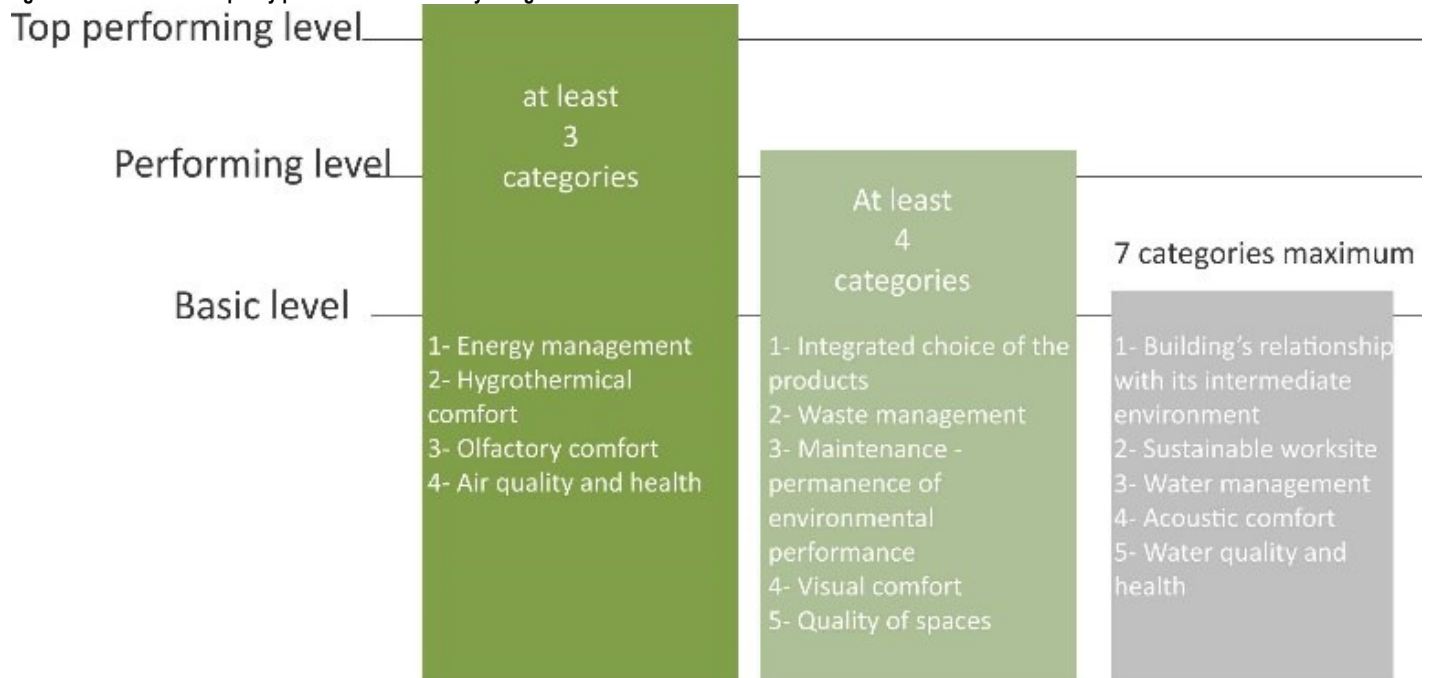 Top performing level
Performing level
Basic level
at least
3
categories
1- Energy management
2- Hygrothermical
comfort
3- Olfactory comfort
4- Air quality and health
At least
4
categories
1- Integrated choice of the
products
2- Waste management
3- Maintenance -
permanence of
environmental
performance
4- Visual comfort
5- Quality of spaces
7 categories maximum
1- Building's relationship
with its intermediate
environment
2- Sustainable worksite
3- Water management
4- Acoustic comfort
5- Water quality and
health